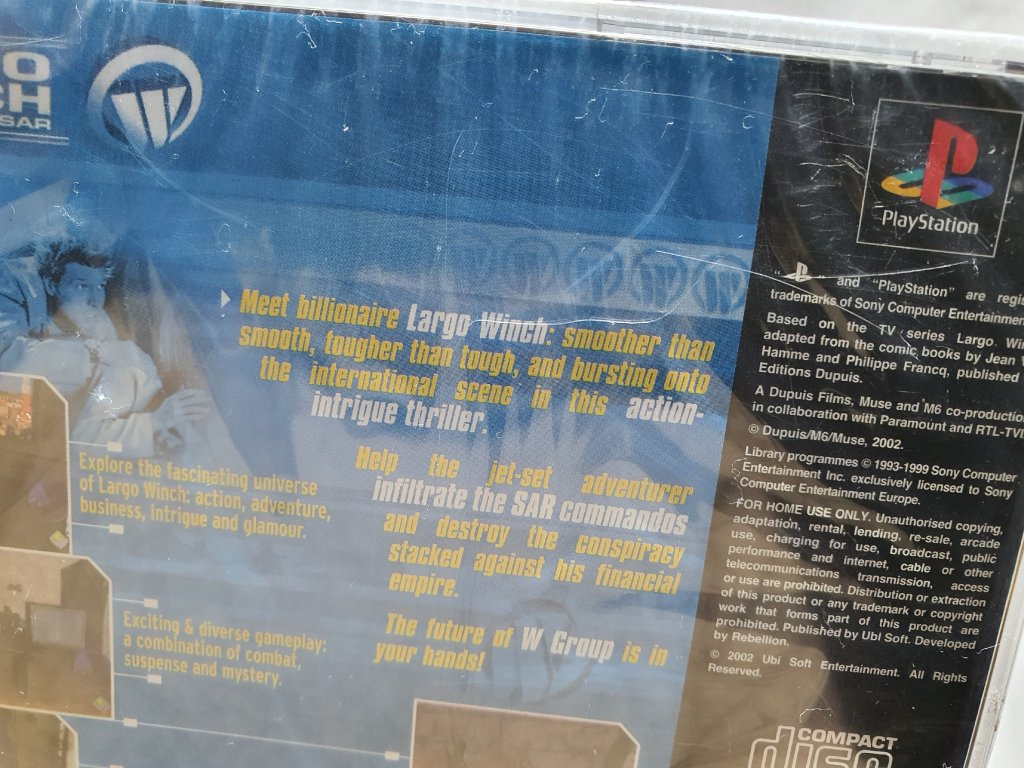 O
CH
SAR
Meet billionaire Largo Winch: smoother than
smooth, tougher than tough, and bursting onto
the international scene in this action-
intrigue thriller.
Help the jet-set adventurer
infiltrate the SAR commandos
and destroy the conspiracy
stacked against his financial
empire.
The future of W Group is in
your hands!
Explore the fascinating universe
of Largo Winch: action, adventure,
business, intrigue and glamour.
Exciting & diverse gameplay:
a combination of combat,
suspense and mystery.
PlayStation
" " and "PlayStation" are regis
trademarks of Sony Computer Entertainmen
Based on the TV series Largo. Win
adapted from the comic books by Jean V
Hamme and Philippe Francq, published
Editions Dupuis.
A Dupuis Films, Muse and M6 co-productio
in collaboration with Paramount and RTL-TVI
© Dupuis/M6/Muse, 2002.
Library programmes © 1993-1999 Sony Computer
Entertainment Inc. exclusively licensed to Sony
Computer Entertainment Europe.
FOR HOME USE ONLY. Unauthorised copying,
adaptation, rental, lending, re-sale, arcade
use, charging for use, broadcast, public
performance and internet, cable or other
telecommunications transmission, access
or use are prohibited. Distribution or extraction
of this product or any trademark or copyright
work that forms part of this product are
prohibited. Published by Ubi Soft. Developed
by Rebellion.
© 2002 Ubi Soft Entertainment. All Rights
Reserved.
COMPACT
disc